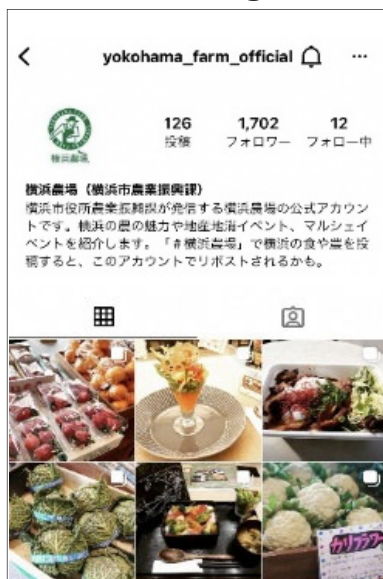 yokohama_farm_official
126
1,702
12
投稿
フォロワー
フォロー中
横浜農場
横浜農場（横浜市農業振興課）
横浜市役所農業振興課が発信する横浜農場の公式アカウン
トです。横浜の農の魅力や地産地消イベント、マルシェイ
ベントを紹介します。「#横浜農場」で横浜の食や農を投
稿すると、このアカウントでリポストされるかも。
カリフラワー